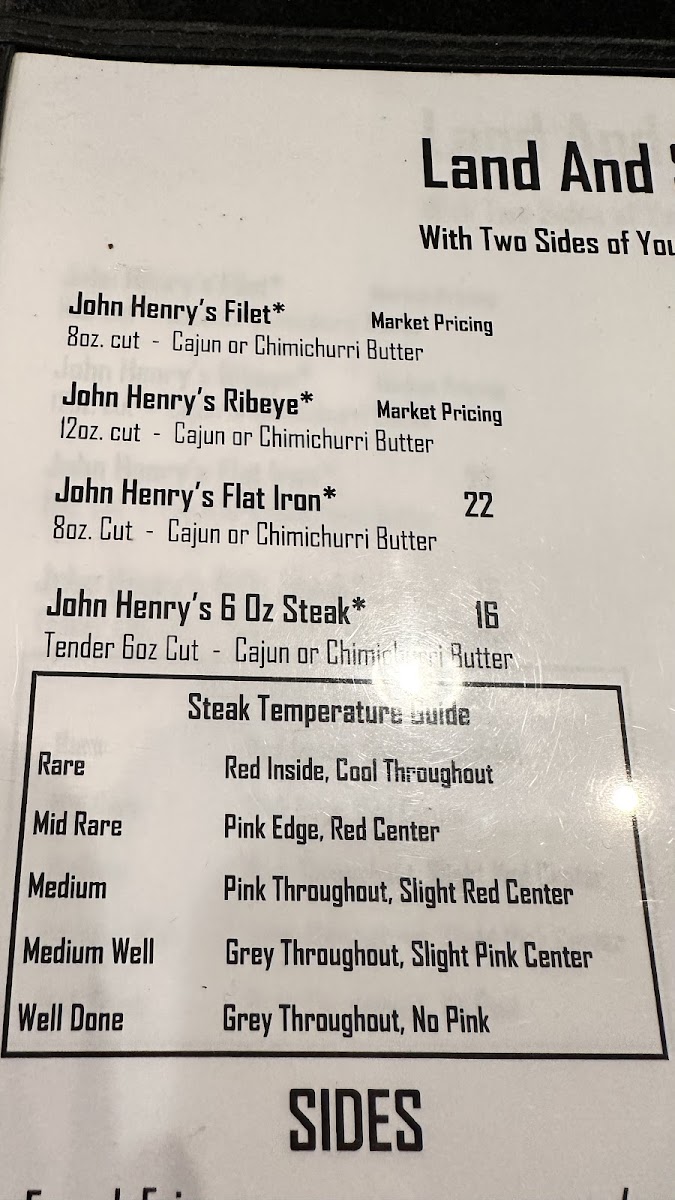 Land And
With Two Sides of
John Henry's Filet* Market Pricing
8oz. cut - Cajun or Chimichurri Butter
John Henry's Ribeye* Market Pricing
12oz. cut - Cajun or Chimichurri Butter
John Henry's Flat Iron* 22
8oz. Cut - Cajun or Chimichurri Butter
John Henry's 6 Oz Steak* 16
Tender 6oz Cut - Cajun or Chimichurri Butter
Steak Temperature Guide
Rare Red Inside, Cool Throughout
Mid Rare Pink Edge, Red Center
Medium Pink Throughout, Slight Red Center
Medium Well Grey Throughout, Slight Pink Center
Well Done Grey Throughout, No Pink
SIDES